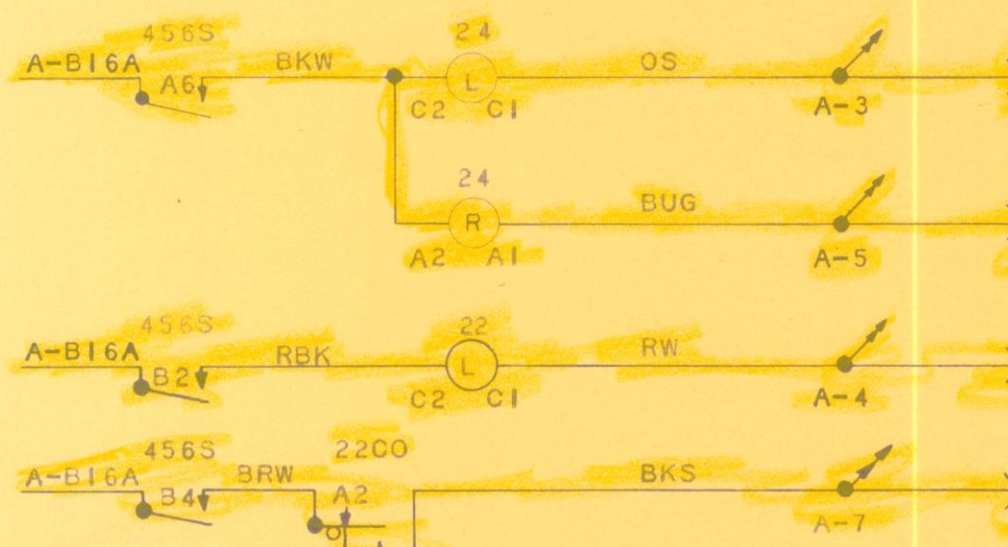 456S 24
A-B16A BKW OS
A6 L
C2 C1 A-3
24
BUG
R
A2 A1 A-5
456S 22
A-B16A RBK RW
B2 L
C2 C1 A-4
456S 22CO
A-B16A BRW BKS
B4 A2
A-7